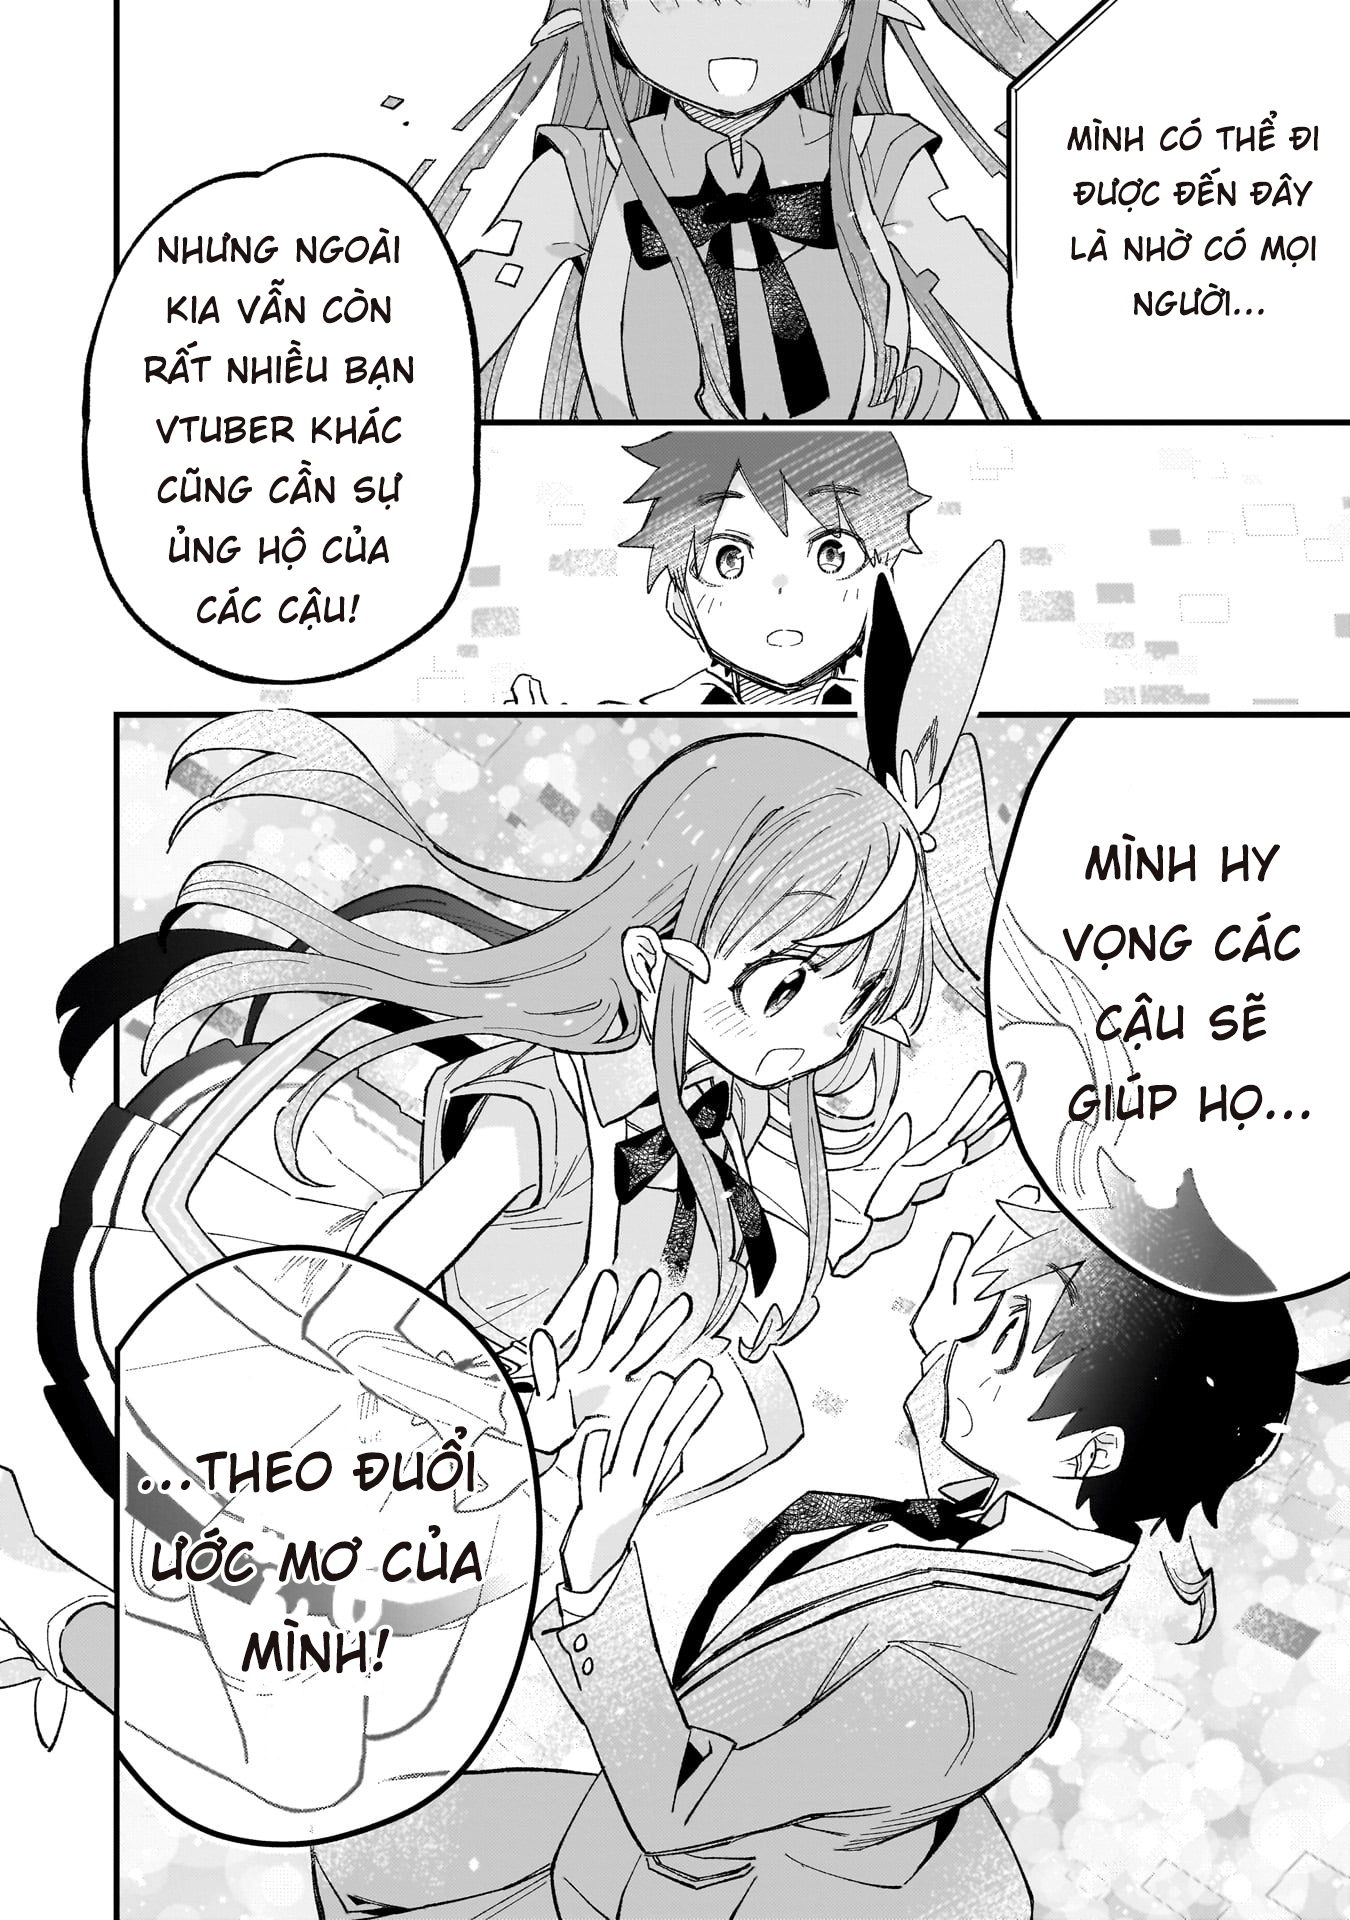 MÌNH CÓ THỂ ĐI
ĐƯỢC ĐẾN ĐÂY
LÀ NHỜ CÓ MỌI
NGƯỜI...
NHƯNG NGOÀI
KIA VẪN CÒN
RẤT NHIỀU BẠN
VTUBER KHÁC
CŨNG CẦN SỰ
ỦNG HỘ CỦA
CÁC CẬU!
MÌNH HY
VỌNG CÁC
CẬU SẼ
GIÚP HỌ...
...THEO ĐUỔI
ƯỚC MƠ CỦA
MÌNH!